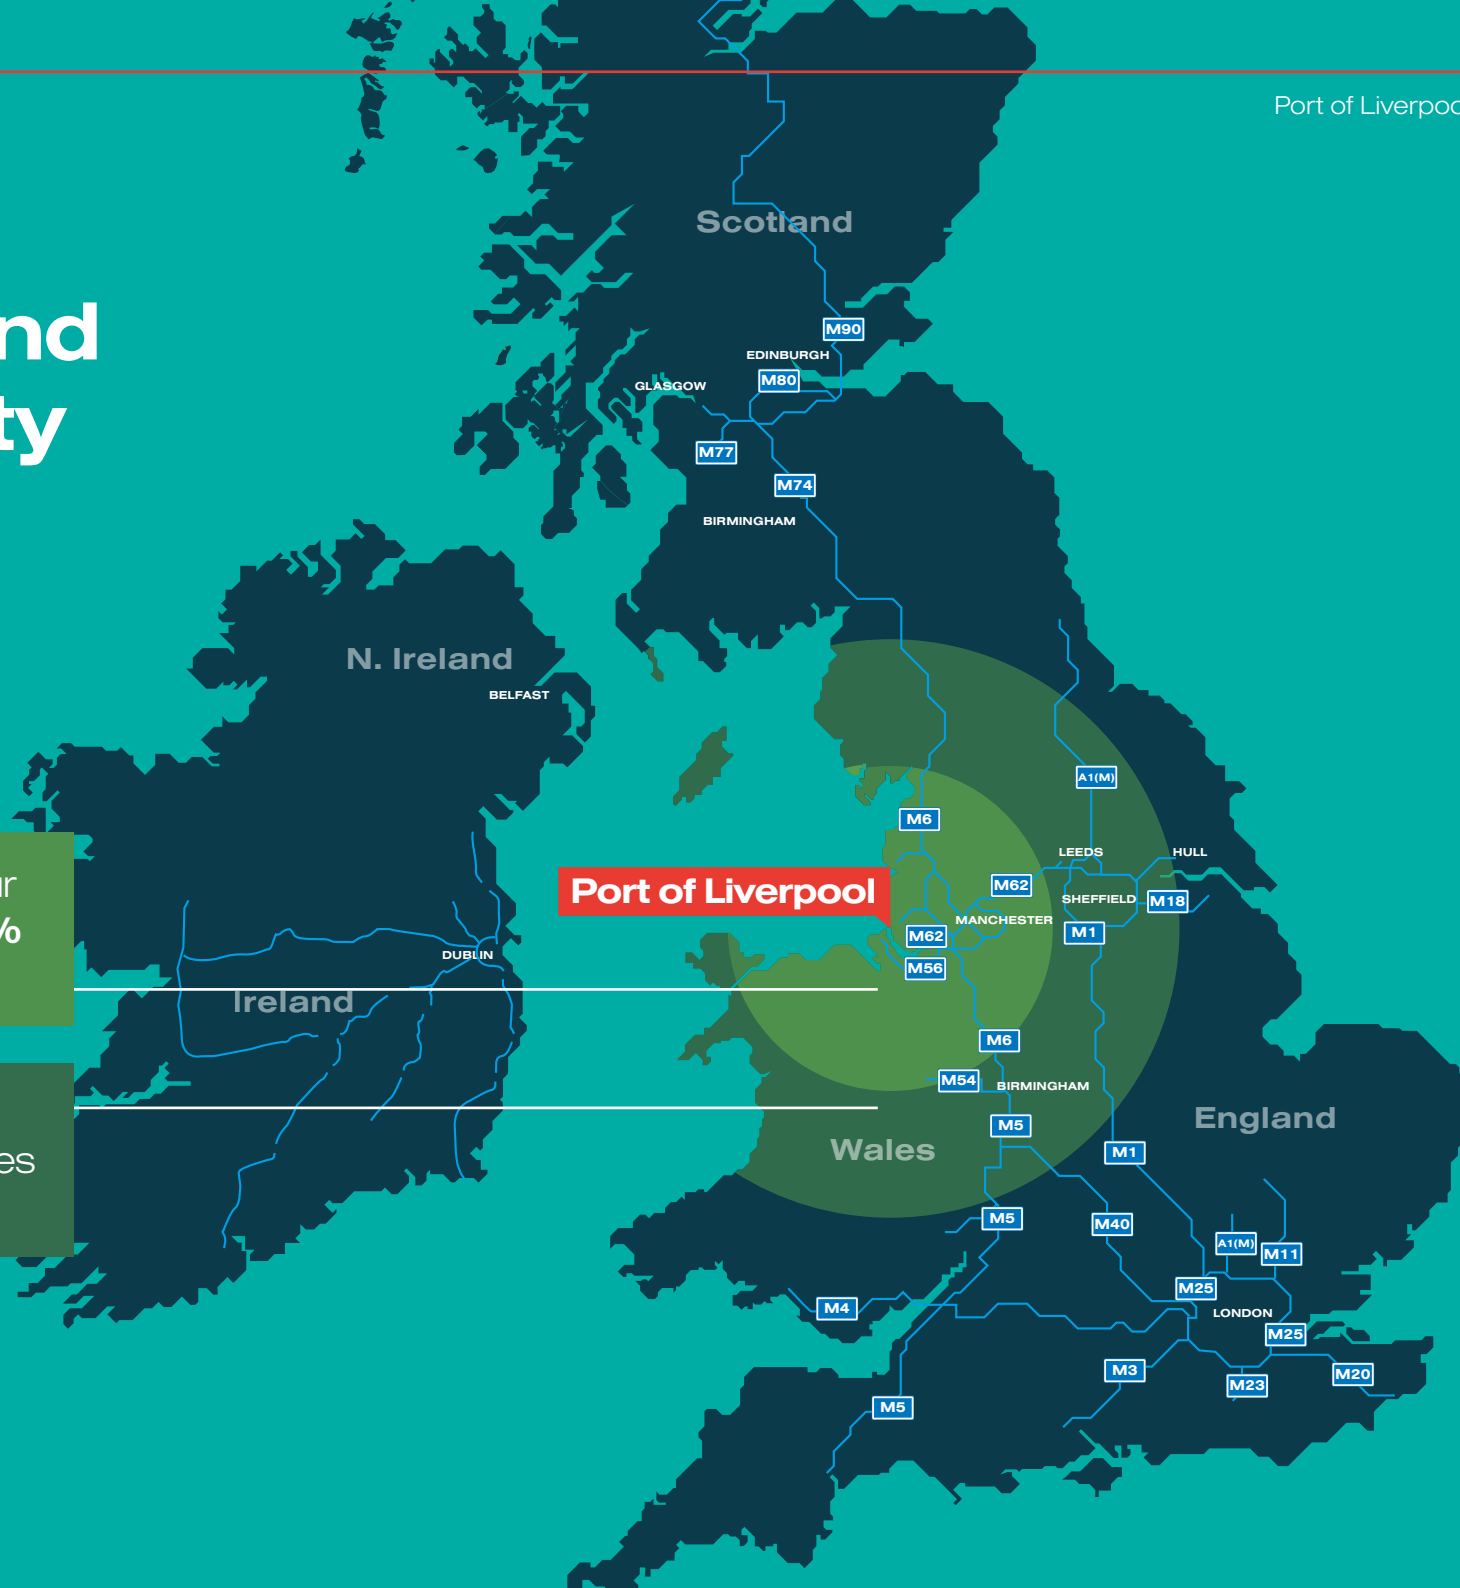 Port of Liverpoo
Scotland
nd
ty
M90
EDINBURGH
M80
GLASGOW
M77
M74
BIRMINGHAM
N. Ireland
BELFAST
A1(M)
M6
LEEDS
HULL
ur
%
Port of Liverpool
M62
SHEFFIELD
M18
MANCHESTER
M62
M1
DUBLIN
M56
Ireland
M6
M54
BIRMINGHAM
England
M5
Wales
M1
es
M5
M40
A1(M)
M11
M25
M4
LONDON
M25
M3
M20
M23
M5